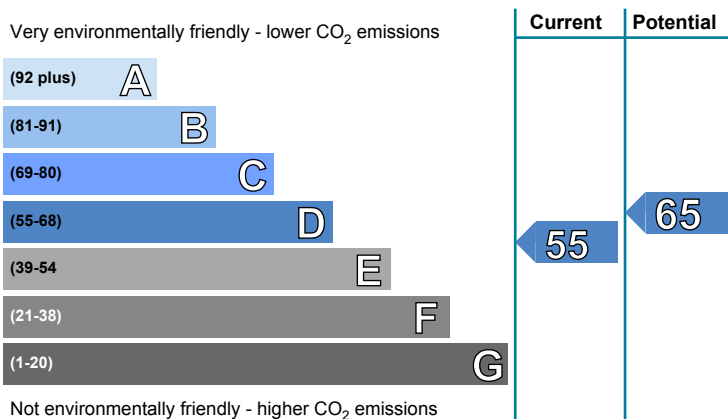 Current Potential
Very environmentally friendly - lower CO2 emissions
(92 plus) A
(81-91) B
(69-80) C
(55-68) D
65
55
(39-54 E
(21-38) F
(1-20) G
Not environmentally friendly - higher CO2 emissions